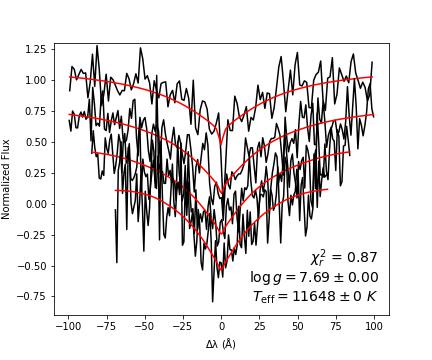 1.25
1.00
0.75
0.50
0.25
0.00
−0.25
−0.50
−0.75
Normalized Flux
χ²ᵣ = 0.87
log g = 7.69 ± 0.00
T_eff = 11648 ± 0 K
−100 −75 −50 −25 0 25 50 75 100
Δλ (Å)